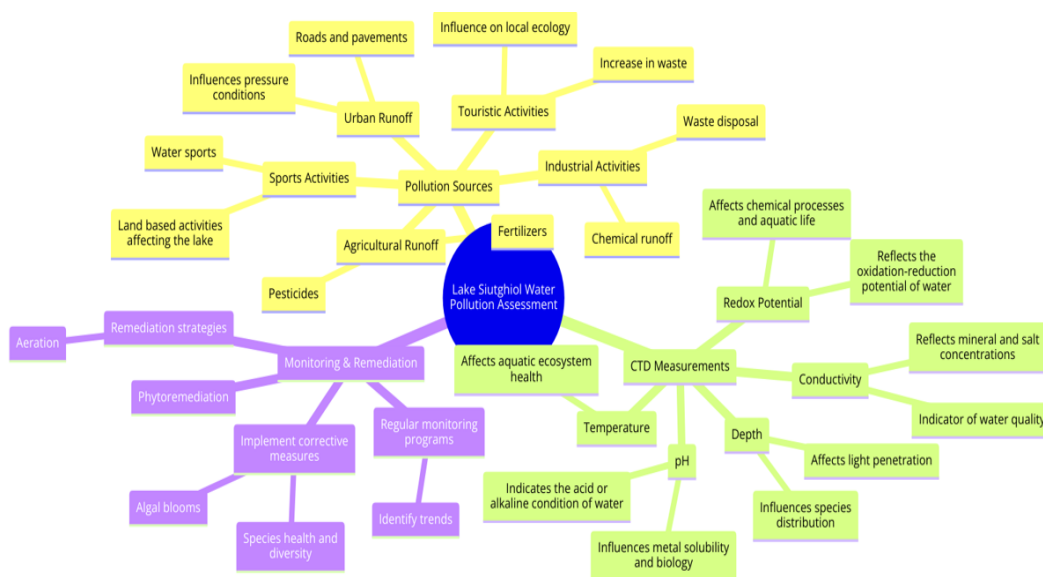 Roads and pavements
Influence on local ecology
Influences pressure
conditions
Increase in waste
Urban Runoff
Touristic Activities
Waste disposal
Water sports
Sports Activities
Pollution Sources
Industrial Activities
Land based activities
affecting the lake
Agricultural Runoff
Fertilizers
Chemical runoff
Pesticides
Lake Siutghiol Water
Pollution Assessment
Affects chemical processes
and aquatic life
Reflects the
oxidation-reduction
potential of water
Redox Potential
Aeration
Remediation strategies
Monitoring & Remediation
Phytoremediation
Implement corrective
measures
Regular monitoring
programs
Algal blooms
Species health and
diversity
Identify trends
Affects aquatic ecosystem
health
CTD Measurements
Reflects mineral and salt
concentrations
Conductivity
Indicator of water quality
Temperature
Depth
Affects light penetration
pH
Indicates the acid or
alkaline condition of water
Influences species
distribution
Influences metal solubility
and biology